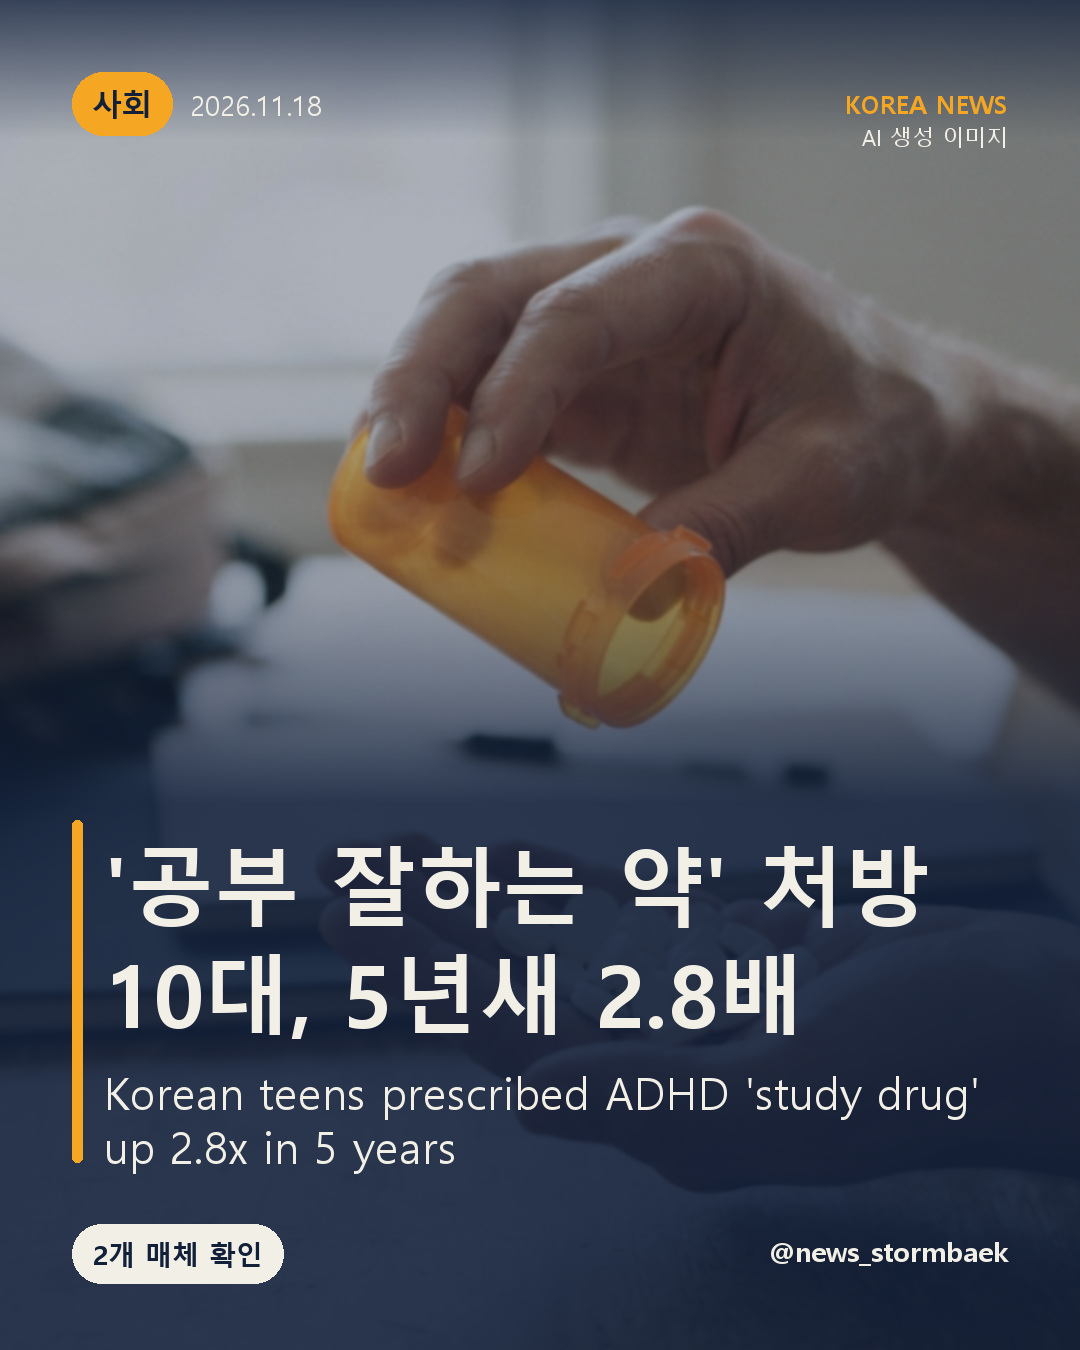 사회
2026.11.18
KOREA NEWS
AI 생성 이미지
'공부 잘하는 약' 처방
10대, 5년새 2.8배
Korean teens prescribed ADHD 'study drug'
up 2.8x in 5 years
2개 매체 확인
@news_stormbaek